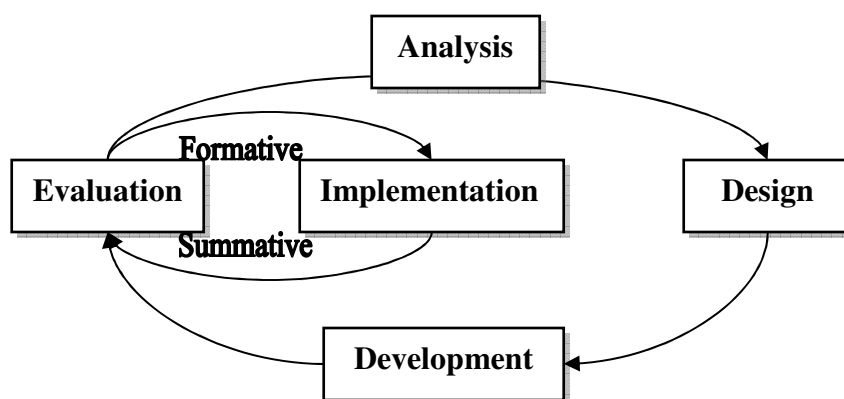 Analysis
Formative
Evaluation
Implementation
Design
Summative
Development